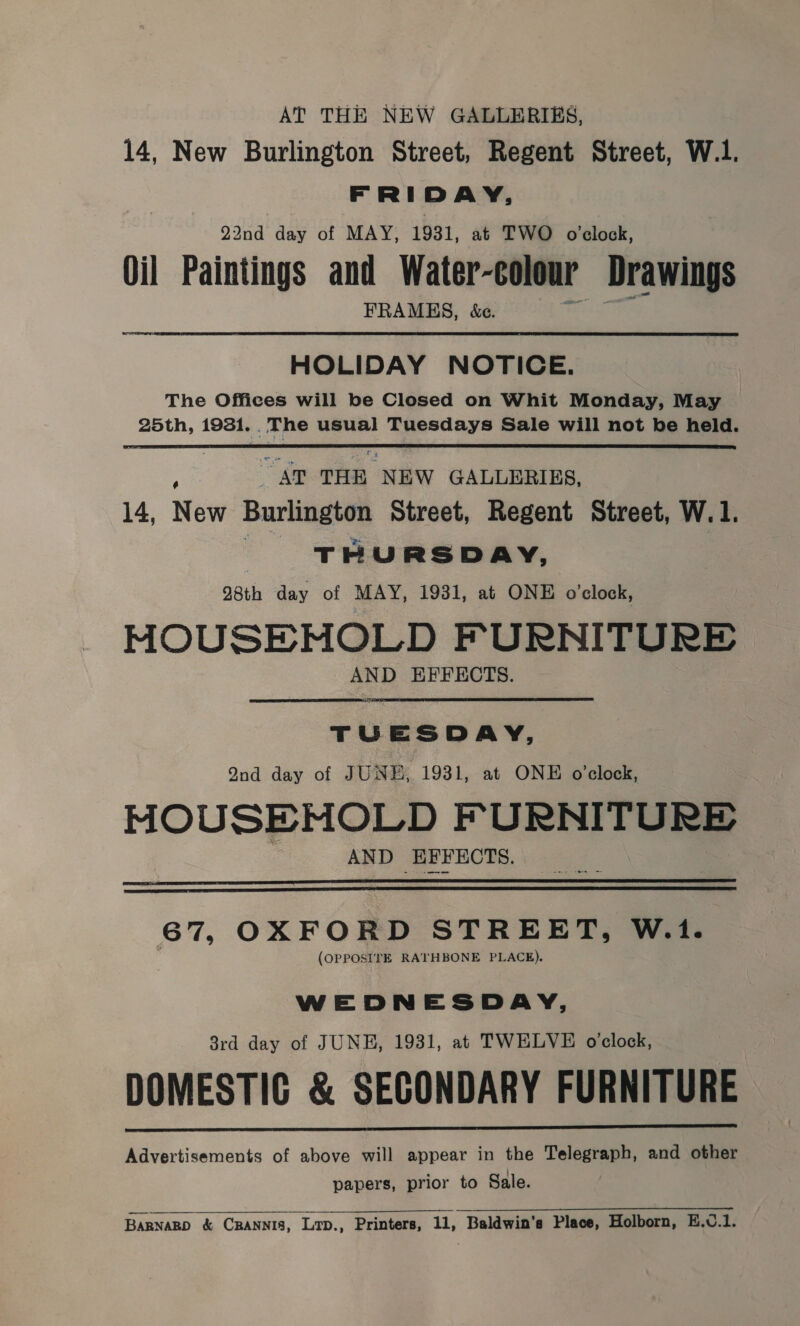 AT THE NEW GALLERIES,
14, New Burlington Street, Regent Street, W.1.
FRIDAY,
22nd day of MAY, 1931, at TWO o'clock,
Oil Paintings and Water-colour Drawings
FRAMES, &c.
HOLIDAY NOTICE.
The Offices will be Closed on Whit Monday, May
25th, 1931. The usual Tuesdays Sale will not be held.
AT THE NEW GALLERIES,
14, New Burlington Street, Regent Street, W.1.
THURSDAY,
28th day of MAY, 1931, at ONE o'clock,
HOUSEHOLD FURNITURE
AND EFFECTS.
TUESDAY,
2nd day of JUNE, 1931, at ONE o'clock,
HOUSEHOLD FURNITURE
AND EFFECTS.
67, OXFORD STREET, W.1.
(OPPOSITE RATHBONE PLACE).
WEDNESDAY,
3rd day of JUNE, 1931, at TWELVE o'clock,
DOMESTIC & SECONDARY FURNITURE
Advertisements of above will appear in the Telegraph, and other
papers, prior to Sale.
BARNARD & CRANNIS, LTD., Printers, 11, Baldwin's Place, Holborn, E.C.1.